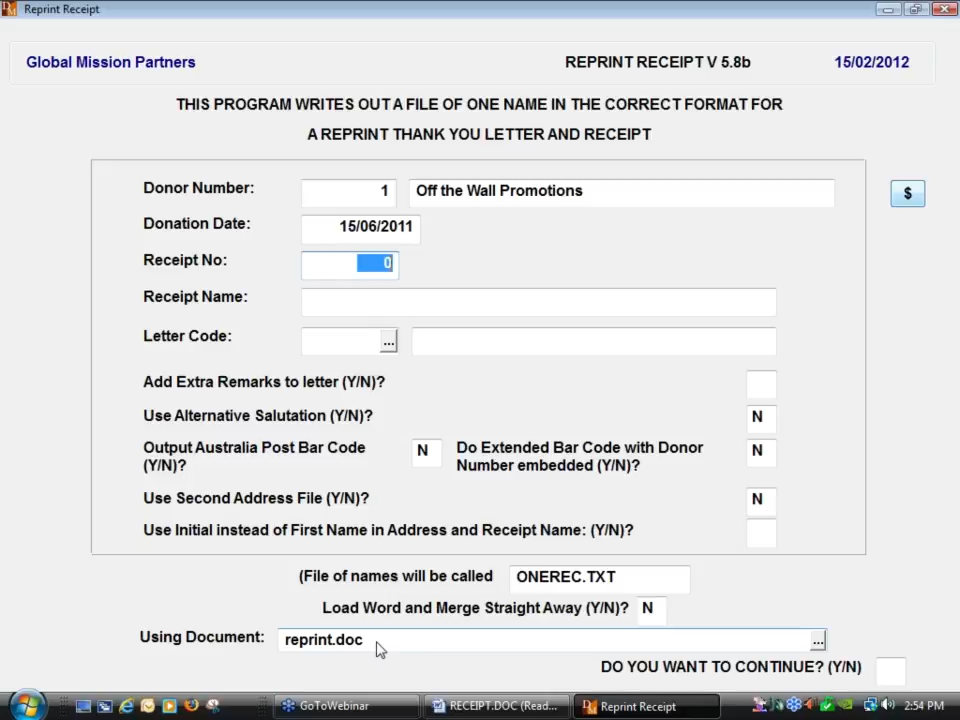 Reprint Receipt
Global Mission Partners
REPRINT RECEIPT V 5.8b
15/02/2012
THIS PROGRAM WRITES OUT A FILE OF ONE NAME IN THE CORRECT FORMAT FOR
A REPRINT THANK YOU LETTER AND RECEIPT
Donor Number: 1 Off the Wall Promotions
$
Donation Date: 15/06/2011
Receipt No: 0
Receipt Name:
Letter Code: ...
Add Extra Remarks to letter (Y/N)?
Use Alternative Salutation (Y/N)? N
Output Australia Post Bar Code
(Y/N)? N
Do Extended Bar Code with Donor
Number embedded (Y/N)? N
Use Second Address File (Y/N)? N
Use Initial instead of First Name in Address and Receipt Name: (Y/N)?
(File of names will be called ONEREC.TXT
Load Word and Merge Straight Away (Y/N)? N
Using Document: reprint.doc ...
DO YOU WANT TO CONTINUE? (Y/N)
GoToWebinar
RECEIPT.DOC (Read...
Reprint Receipt
2:54 PM